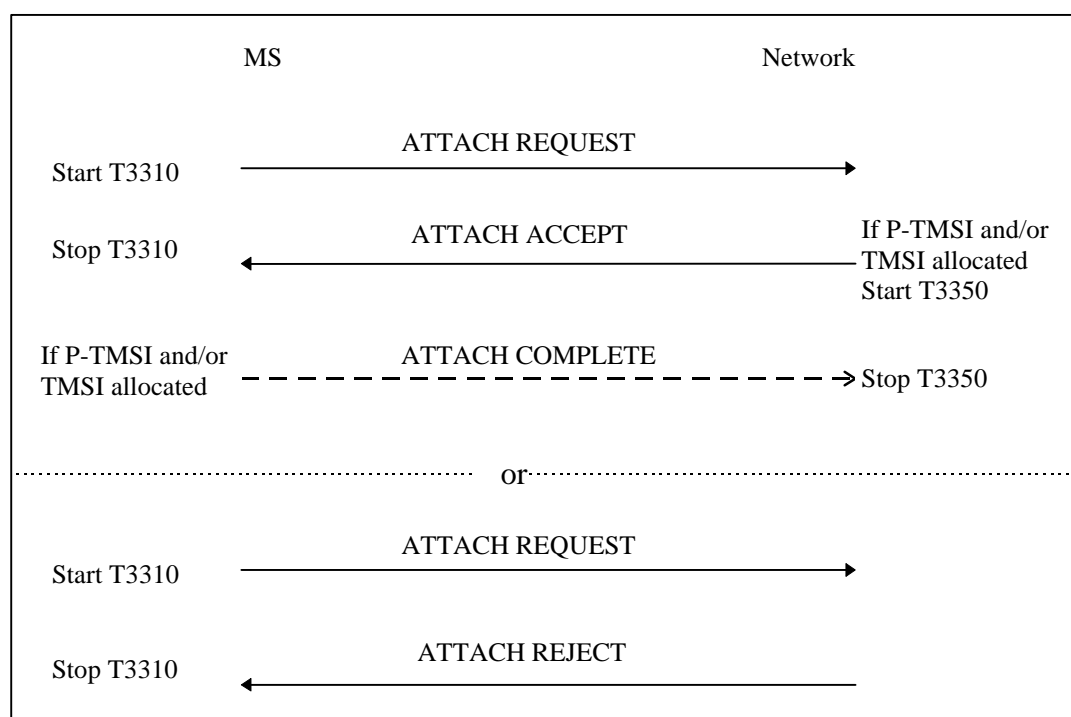 MS
Network
ATTACH REQUEST
Start T3310
ATTACH ACCEPT
Stop T3310
If P-TMSI and/or
TMSI allocated
Start T3350
If P-TMSI and/or
TMSI allocated
ATTACH COMPLETE
Stop T3350
or
ATTACH REQUEST
Start T3310
ATTACH REJECT
Stop T3310